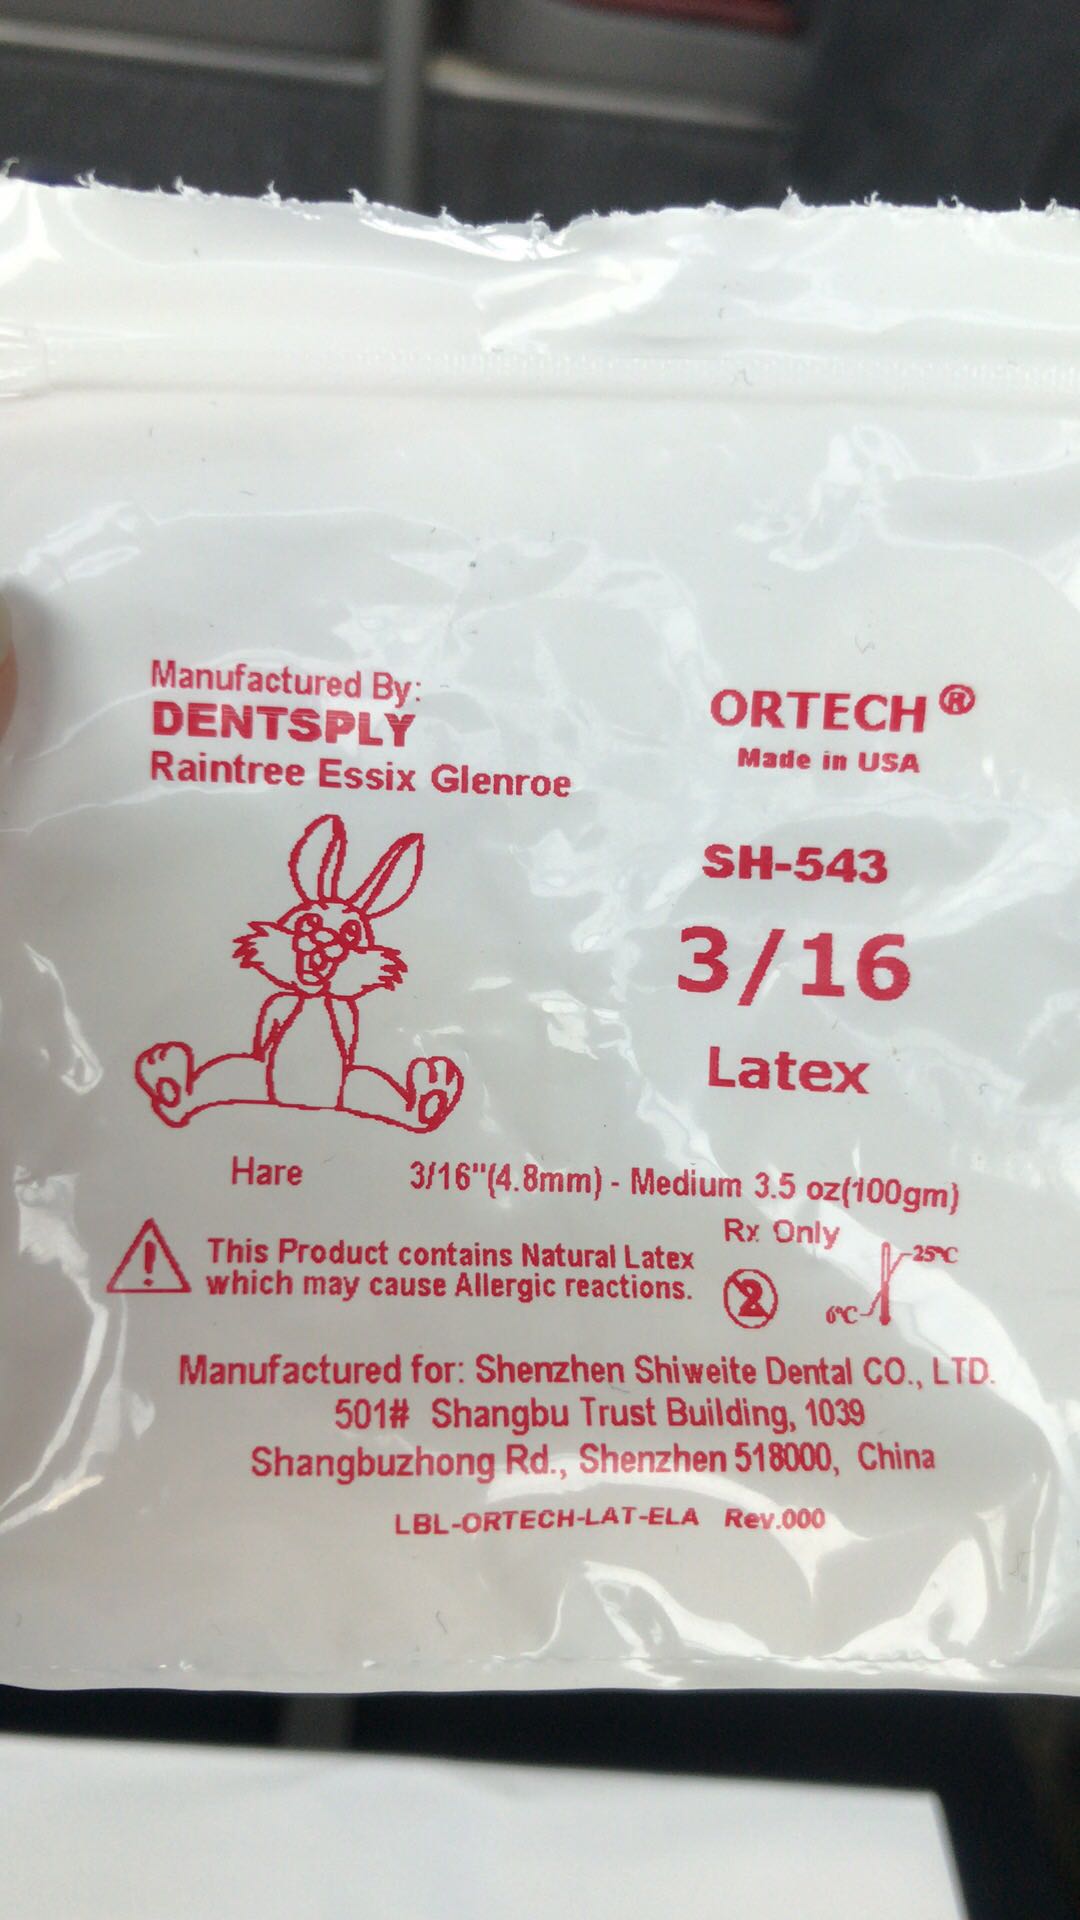 Manufactured By:
DENTSPLY
Raintree Essix Glenroe
ORTECH®
Made in USA
SH-543
3/16
Latex
Hare
3/16"(4.8mm) - Medium 3.5 oz(100gm)
Rx Only
This Product contains Natural Latex
which may cause Allergic reactions.
2
25℃
6℃
Manufactured for: Shenzhen Shiweite Dental CO., LTD.
501# Shangbu Trust Building, 1039
Shangbuzhong Rd., Shenzhen 518000, China
LBL-ORTECH-LAT-ELA Rev.000